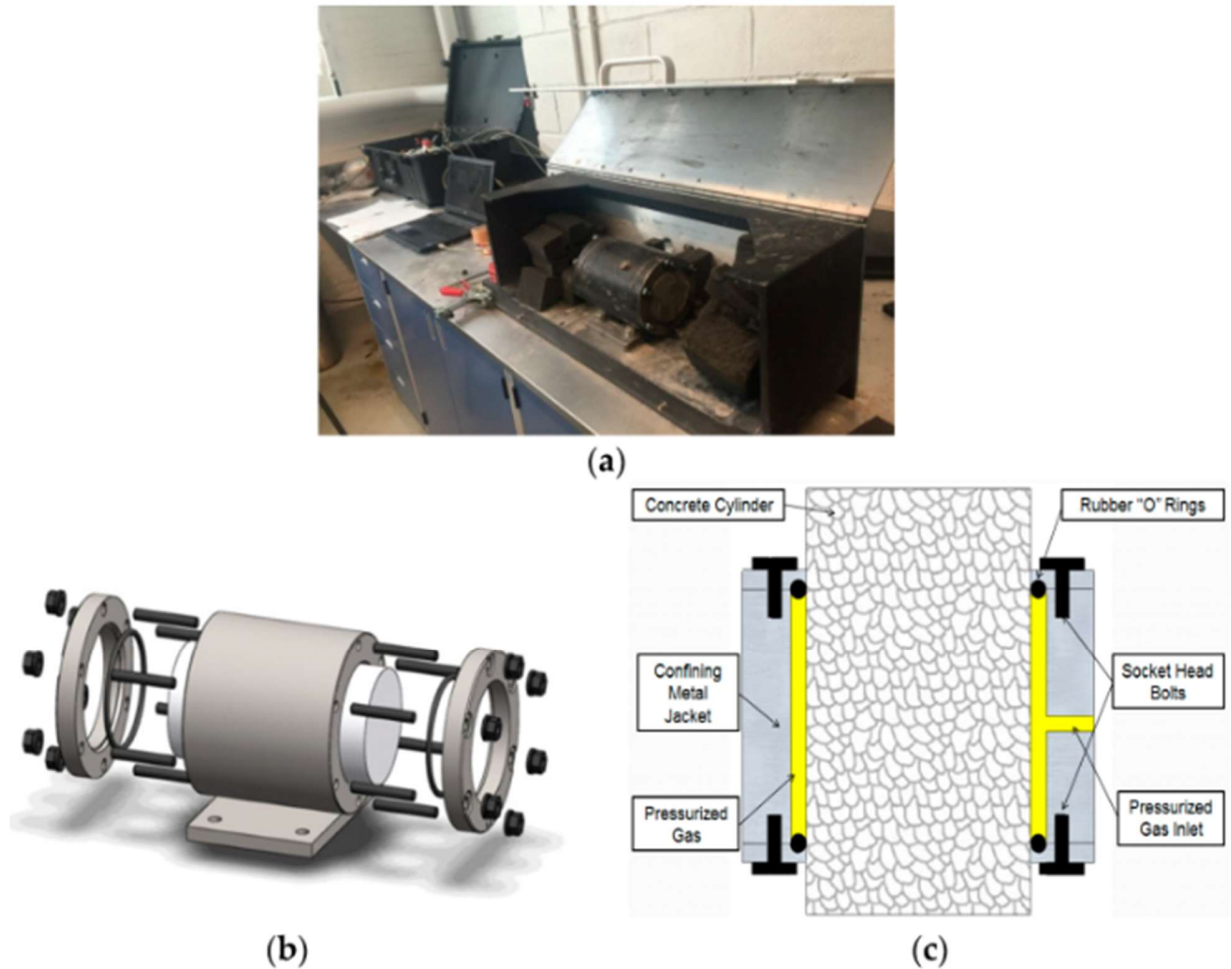 (a)
Concrete Cylinder
Rubber "O" Rings
Confining
Metal
Jacket
Socket Head
Bolts
Pressurized
Gas
Pressurized
Gas Inlet
(b)
(c)